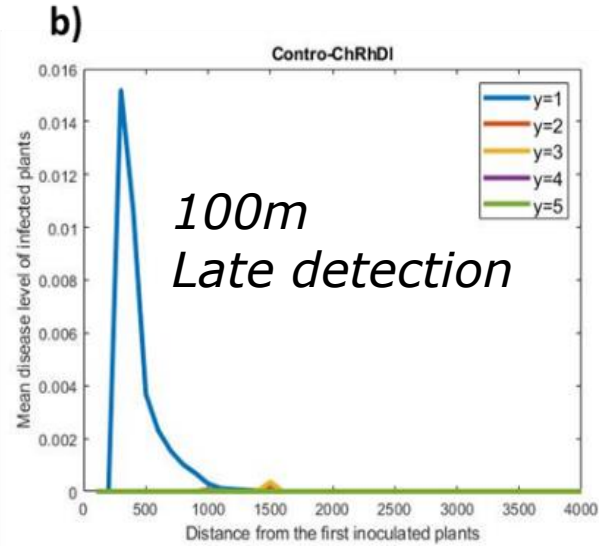 b)
Contro-ChRhDI
0.016
0.014
0.012
0.01
0.008
0.006
0.004
0.002
0
Mean disease level of infected plants
y=1
y=2
y=3
y=4
y=5
100m
Late detection
0 500 1000 1500 2000 2500 3000 3500 4000
Distance from the first inoculated plants